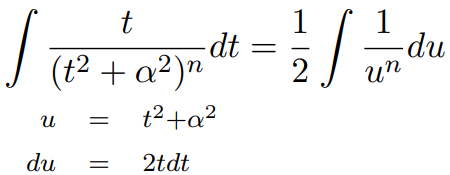 ∫ t/(t² + α²)ⁿ dt = 1/2 ∫ 1/uⁿ du
u = t²+α²
du = 2tdt